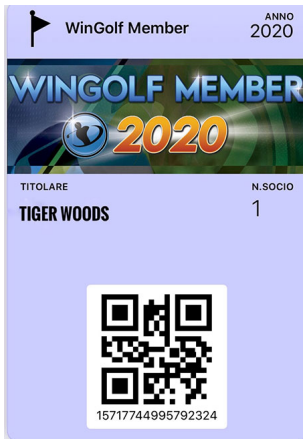 WinGolf Member
ANNO
2020
WINGOLF MEMBER
2020
TITOLARE
N.SOCIO
TIGER WOODS
1
15717744995792324